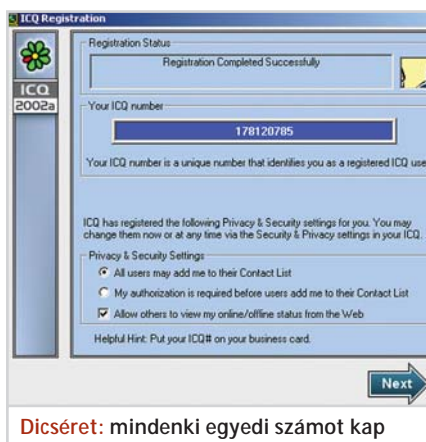 ICQ Registration
ICQ
2002a
Registration Status
Registration Completed Successfully
Your ICQ number
178120785
Your ICQ number is a unique number that identifies you as a registered ICQ use
ICQ has registered the following Privacy & Security settings for you. You may
change them now or at any time via the Security & Privacy settings in your ICQ.
Privacy & Security Settings
All users may add me to their Contact List
My authorization is required before users add me to their Contact List
Allow others to view my online/offline status from the Web
Helpful Hint: Put your ICQ# on your business card.
Next
Dicséret: mindenki egyedi számot kap